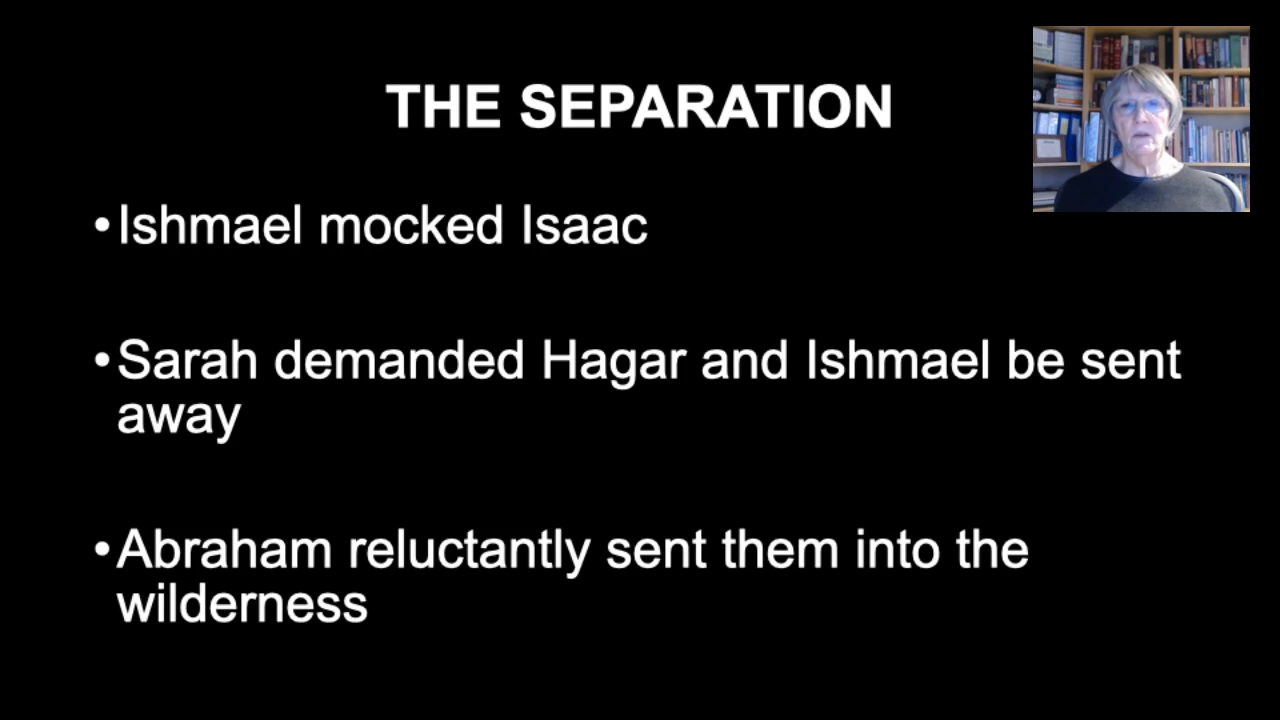 THE SEPARATION
•Ishmael mocked Isaac
•Sarah demanded Hagar and Ishmael be sent
away
•Abraham reluctantly sent them into the
wilderness